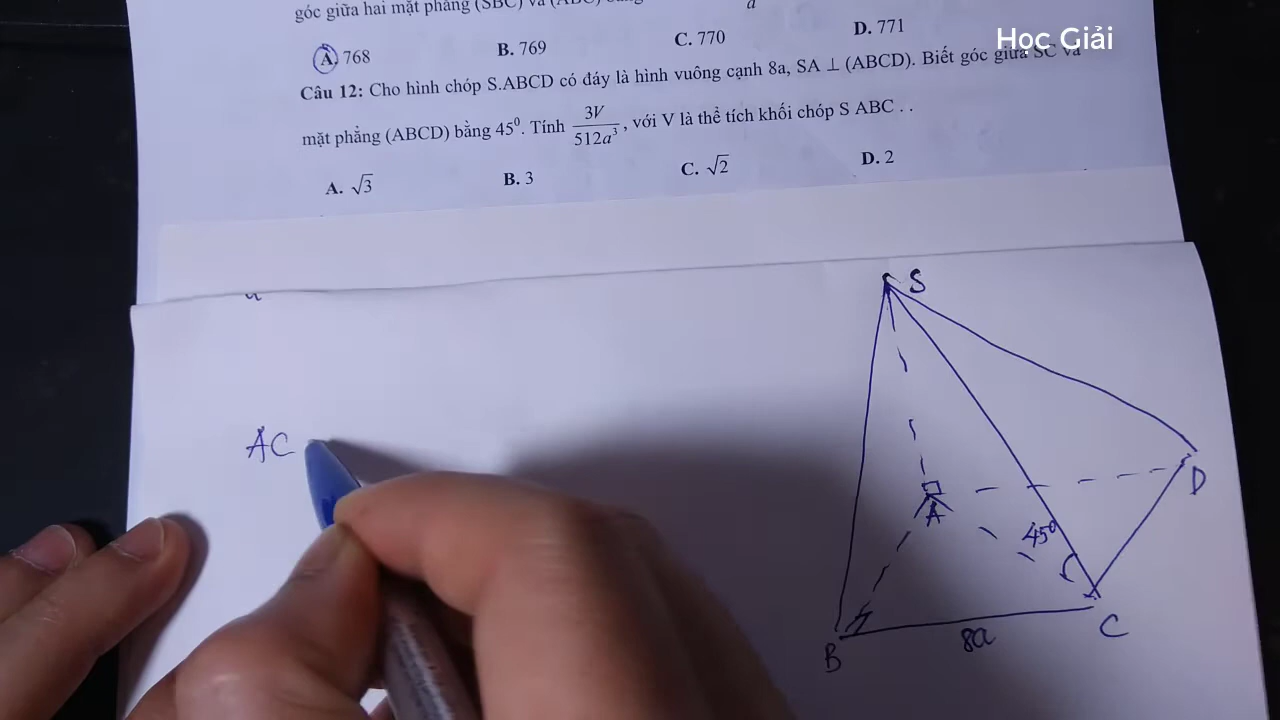 góc giữa hai mặt phẳng (SBC) và (ABC) bằng
a
A. 768 B. 769 C. 770 D. 771
Học Giải
Câu 12: Cho hình chóp S.ABCD có đáy là hình vuông cạnh 8a, SA ⊥ (ABCD). Biết góc giữa SC và
mặt phẳng (ABCD) bằng 45⁰. Tính 3V/512a³, với V là thể tích khối chóp S ABC . .
A. √3 B. 3 C. √2 D. 2
S
AC
D
A
45⁰
C
8a
B